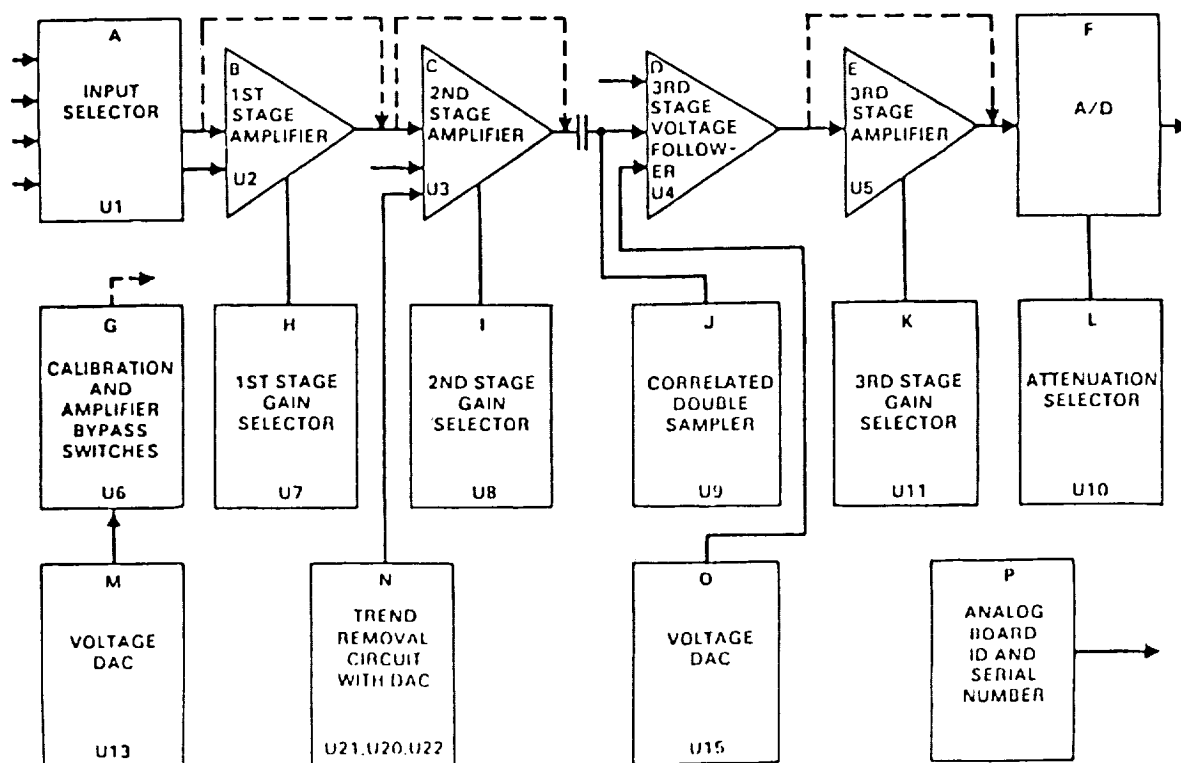 A
INPUT
SELECTOR
U1
B
1ST
STAGE
AMPLIFIER
U2
C
2ND
STAGE
AMPLIFIER
U3
D
3RD
STAGE
VOLTAGE
FOLLOW-
ER
U4
E
3RD
STAGE
AMPLIFIER
U5
F
A/D
G
CALIBRATION
AND
AMPLIFIER
BYPASS
SWITCHES
U6
H
1ST STAGE
GAIN
SELECTOR
U7
I
2ND STAGE
GAIN
SELECTOR
U8
J
CORRELATED
DOUBLE
SAMPLER
U9
K
3RD STAGE
GAIN
SELECTOR
U11
L
ATTENUATION
SELECTOR
U10
M
VOLTAGE
DAC
U13
N
TREND
REMOVAL
CIRCUIT
WITH DAC
U21,U20,U22
O
VOLTAGE
DAC
U15
P
ANALOG
BOARD
ID AND
SERIAL
NUMBER